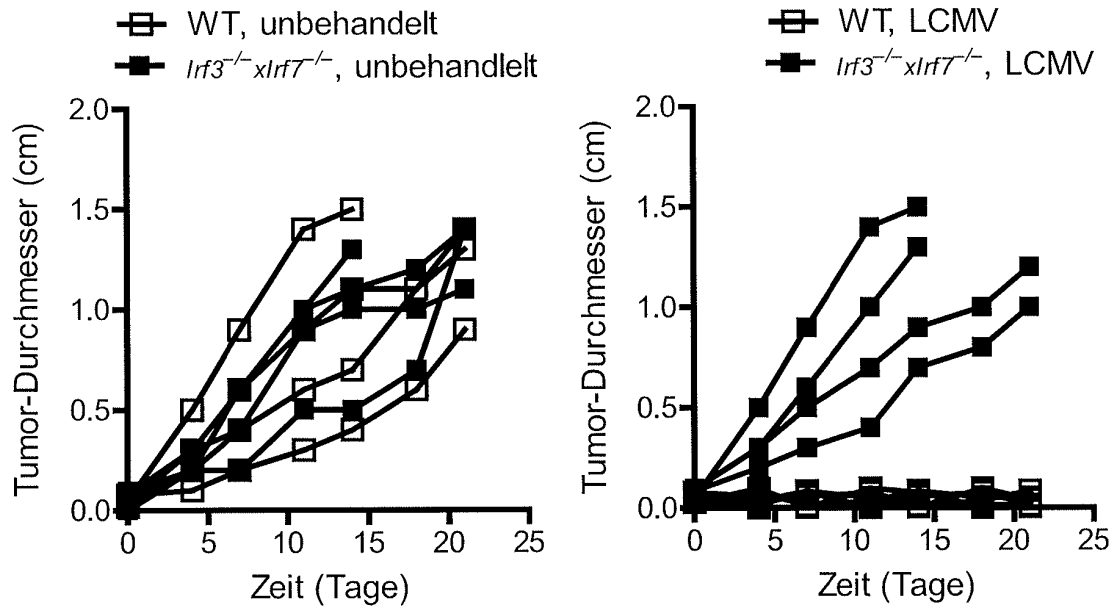 WT, unbehandelt
Irf3–/–xIrf7–/–, unbehandlelt
2.0
1.5
1.0
0.5
0.0
Tumor-Durchmesser (cm)
0 5 10 15 20 25
Zeit (Tage)
WT, LCMV
Irf3–/–xIrf7–/–, LCMV
2.0
1.5
1.0
0.5
0.0
Tumor-Durchmesser (cm)
0 5 10 15 20 25
Zeit (Tage)